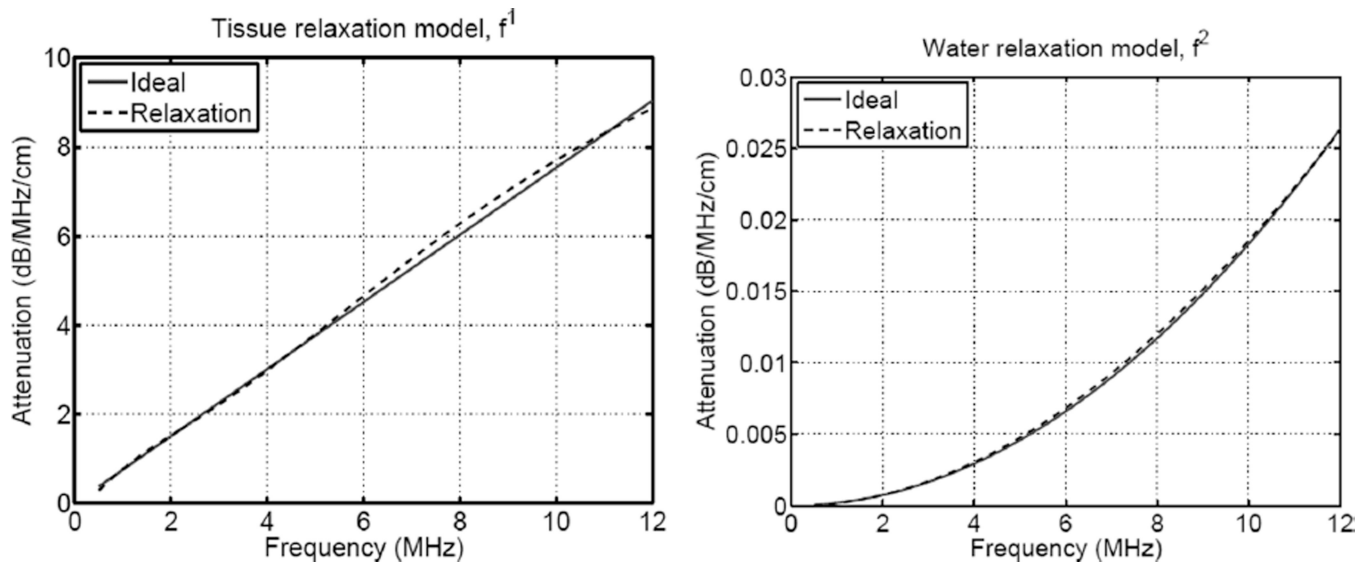 Tissue relaxation model, f¹
10
8
6
4
2
0
Attenuation (dB/MHz/cm)
Ideal
Relaxation
0 2 4 6 8 10 12
Frequency (MHz)
Water relaxation model, f²
0.03
0.025
0.02
0.015
0.01
0.005
0
Attenuation (dB/MHz/cm)
Ideal
Relaxation
0 2 4 6 8 10 12
Frequency (MHz)